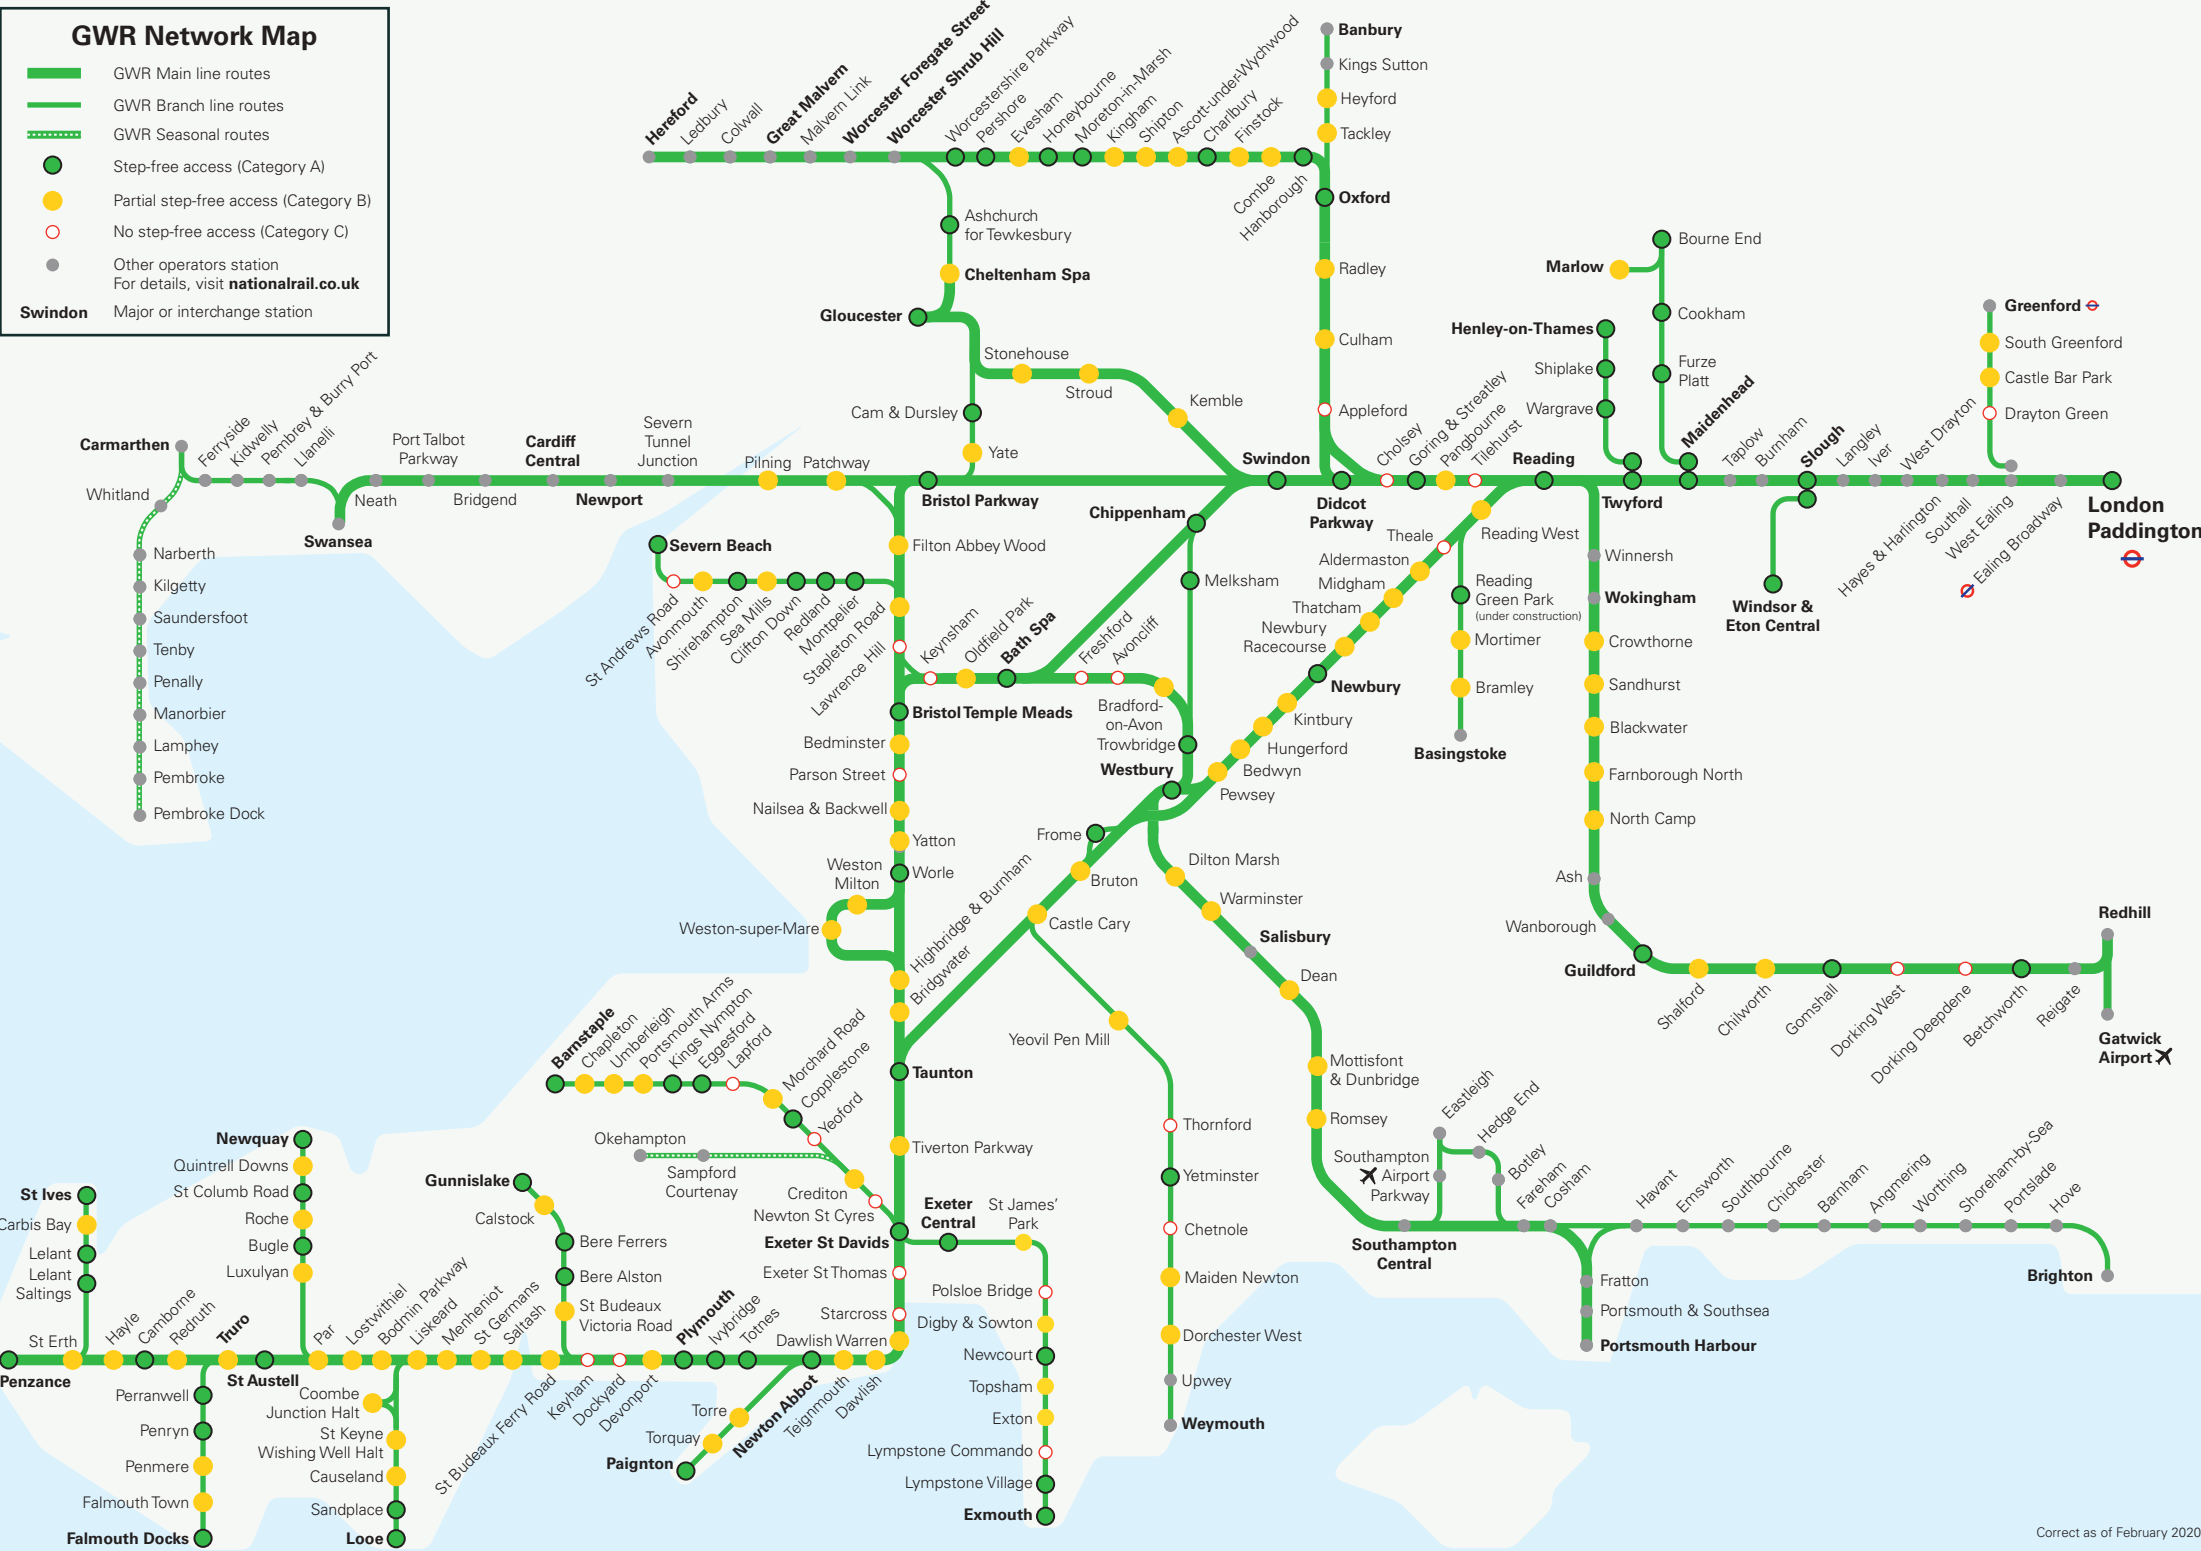 GWR Network Map
GWR Main line routes
GWR Branch line routes
GWR Seasonal routes
Step-free access (Category A)
Partial step-free access (Category B)
No step-free access (Category C)
Other operators station
For details, visit nationalrail.co.uk
Swindon
Major or interchange station
Hereford
Ledbury
Colwall
Great Malvern
Malvern Link
Worcester Foregate Street
Worcester Shrub Hill
Worcestershire Parkway
Pershore
Evesham
Honeybourne
Moreton-in-Marsh
Kingham
Shipton
Ascott-under-Wychwood
Charlbury
Finstock
Combe
Hanborough
Banbury
Kings Sutton
Heyford
Tackley
Oxford
Radley
Culham
Appleford
Ashchurch
for Tewkesbury
Cheltenham Spa
Gloucester
Stonehouse
Stroud
Kemble
Cam & Dursley
Yate
Marlow
Bourne End
Cookham
Furze
Platt
Maidenhead
Henley-on-Thames
Shiplake
Wargrave
Twyford
Greenford
South Greenford
Castle Bar Park
Drayton Green
Carmarthen
Ferryside
Kidwelly
Pembrey & Burry Port
Llanelli
Whitland
Swansea
Neath
Port Talbot
Parkway
Bridgend
Cardiff
Central
Newport
Severn
Tunnel
Junction
Pilning
Patchway
Bristol Parkway
Swindon
Didcot
Parkway
Cholsey
Goring & Streatley
Pangbourne
Tilehurst
Reading
Taplow
Burnham
Slough
Langley
Iver
West Drayton
Hayes & Harlington
Southall
West Ealing
Ealing Broadway
London
Paddington
Windsor &
Eton Central
Narberth
Kilgetty
Saundersfoot
Tenby
Penally
Manorbier
Lamphey
Pembroke
Pembroke Dock
Severn Beach
St Andrews Road
Avonmouth
Shirehampton
Sea Mills
Clifton Down
Redland
Montpelier
Stapleton Road
Lawrence Hill
Filton Abbey Wood
Keynsham
Oldfield Park
Bath Spa
Freshford
Avoncliff
Bradford-
on-Avon
Trowbridge
Westbury
Chippenham
Melksham
Reading West
Theale
Aldermaston
Midgham
Thatcham
Newbury
Racecourse
Newbury
Kintbury
Hungerford
Bedwyn
Pewsey
Reading
Green Park
(under construction)
Mortimer
Bramley
Basingstoke
Winnersh
Wokingham
Crowthorne
Sandhurst
Blackwater
Farnborough North
North Camp
Ash
Wanborough
Guildford
Shalford
Chilworth
Gomshall
Dorking West
Dorking Deepdene
Betchworth
Reigate
Redhill
Gatwick
Airport
Bristol Temple Meads
Bedminster
Parson Street
Nailsea & Backwell
Yatton
Worle
Weston
Milton
Weston-super-Mare
Highbridge & Burnham
Bridgwater
Taunton
Frome
Bruton
Castle Cary
Dilton Marsh
Warminster
Salisbury
Dean
Mottisfont
& Dunbridge
Romsey
Yeovil Pen Mill
Thornford
Yetminster
Chetnole
Maiden Newton
Dorchester West
Upwey
Weymouth
Southampton
Airport
Parkway
Eastleigh
Hedge End
Botley
Southampton
Central
Fareham
Cosham
Havant
Emsworth
Southbourne
Chichester
Barnham
Angmering
Worthing
Shoreham-by-Sea
Portslade
Hove
Brighton
Fratton
Portsmouth & Southsea
Portsmouth Harbour
Barnstaple
Chapleton
Umberleigh
Portsmouth Arms
Kings Nympton
Eggesford
Lapford
Morchard Road
Copplestone
Yeoford
Okehampton
Sampford
Courtenay
Crediton
Newton St Cyres
Tiverton Parkway
Exeter St Davids
Exeter
Central
St James'
Park
Exeter St Thomas
Starcross
Dawlish Warren
Polsloe Bridge
Digby & Sowton
Newcourt
Topsham
Exton
Lympstone Commando
Lympstone Village
Exmouth
Newquay
Quintrell Downs
St Columb Road
Roche
Bugle
Luxulyan
Gunnislake
Calstock
Bere Ferrers
Bere Alston
St Budeaux
Victoria Road
St Ives
Carbis Bay
Lelant
Lelant
Saltings
St Erth
Penzance
Hayle
Camborne
Redruth
Truro
St Austell
Par
Lostwithiel
Bodmin Parkway
Liskeard
Menheniot
St Germans
Saltash
St Budeaux Ferry Road
Keyham
Dockyard
Devonport
Plymouth
Ivybridge
Totnes
Newton Abbot
Teignmouth
Dawlish
Torre
Torquay
Paignton
Perranwell
Penryn
Penmere
Falmouth Town
Falmouth Docks
Coombe
Junction Halt
St Keyne
Wishing Well Halt
Causeland
Sandplace
Looe
Correct as of February 2020